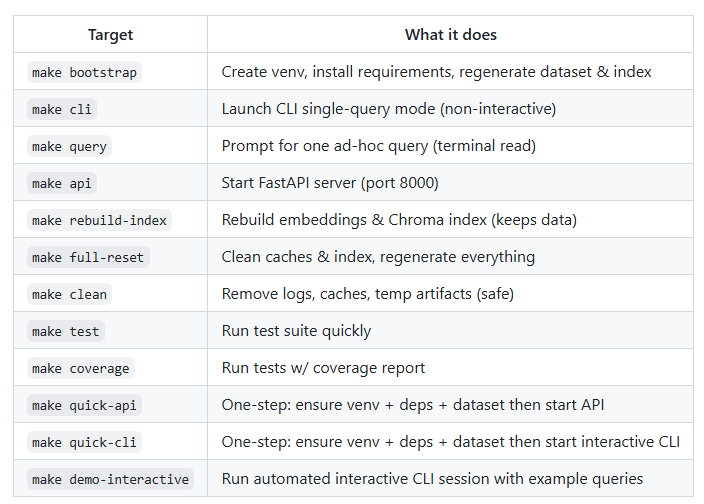 Target What it does
make bootstrap Create venv, install requirements, regenerate dataset & index
make cli Launch CLI single-query mode (non-interactive)
make query Prompt for one ad-hoc query (terminal read)
make api Start FastAPI server (port 8000)
make rebuild-index Rebuild embeddings & Chroma index (keeps data)
make full-reset Clean caches & index, regenerate everything
make clean Remove logs, caches, temp artifacts (safe)
make test Run test suite quickly
make coverage Run tests w/ coverage report
make quick-api One-step: ensure venv + deps + dataset then start API
make quick-cli One-step: ensure venv + deps + dataset then start interactive CLI
make demo-interactive Run automated interactive CLI session with example queries